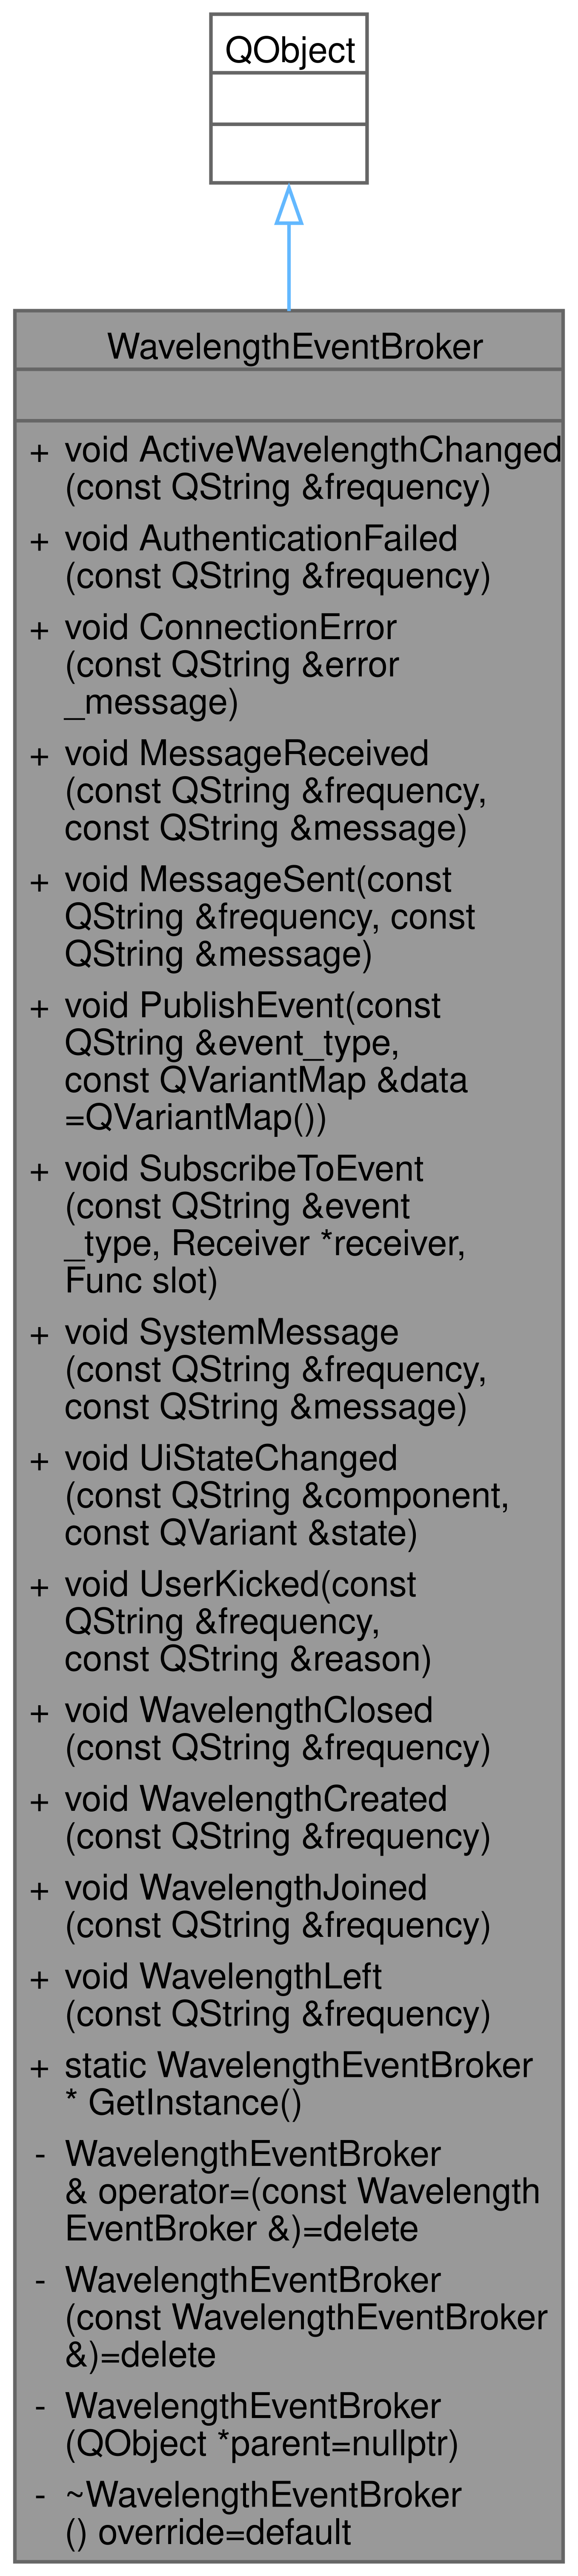 QObject
WavelengthEventBroker
+ void ActiveWavelengthChanged
(const QString &frequency)
+ void AuthenticationFailed
(const QString &frequency)
+ void ConnectionError
(const QString &error
_message)
+ void MessageReceived
(const QString &frequency,
const QString &message)
+ void MessageSent(const
QString &frequency, const
QString &message)
+ void PublishEvent(const
QString &event_type,
const QVariantMap &data
=QVariantMap())
+ void SubscribeToEvent
(const QString &event
_type, Receiver *receiver,
Func slot)
+ void SystemMessage
(const QString &frequency,
const QString &message)
+ void UiStateChanged
(const QString &component,
const QVariant &state)
+ void UserKicked(const
QString &frequency,
const QString &reason)
+ void WavelengthClosed
(const QString &frequency)
+ void WavelengthCreated
(const QString &frequency)
+ void WavelengthJoined
(const QString &frequency)
+ void WavelengthLeft
(const QString &frequency)
+ static WavelengthEventBroker
* GetInstance()
- WavelengthEventBroker
& operator=(const Wavelength
EventBroker &)=delete
- WavelengthEventBroker
(const WavelengthEventBroker
&)=delete
- WavelengthEventBroker
(QObject *parent=nullptr)
- ~WavelengthEventBroker
() override=default